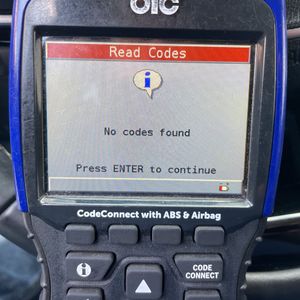 OTC
Read Codes
i
No codes found
Press ENTER to continue
CodeConnect with ABS & Airbag
i
CODE
CONNECT